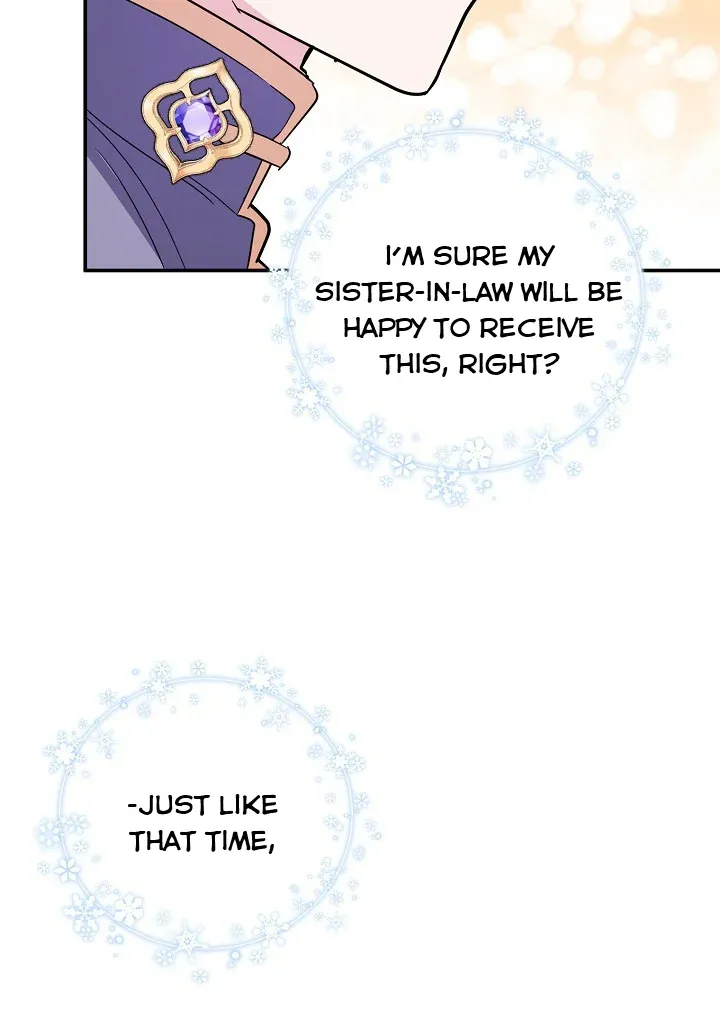 I'M SURE MY
SISTER-IN-LAW WILL BE
HAPPY TO RECEIVE
THIS, RIGHT?
-JUST LIKE
THAT TIME,